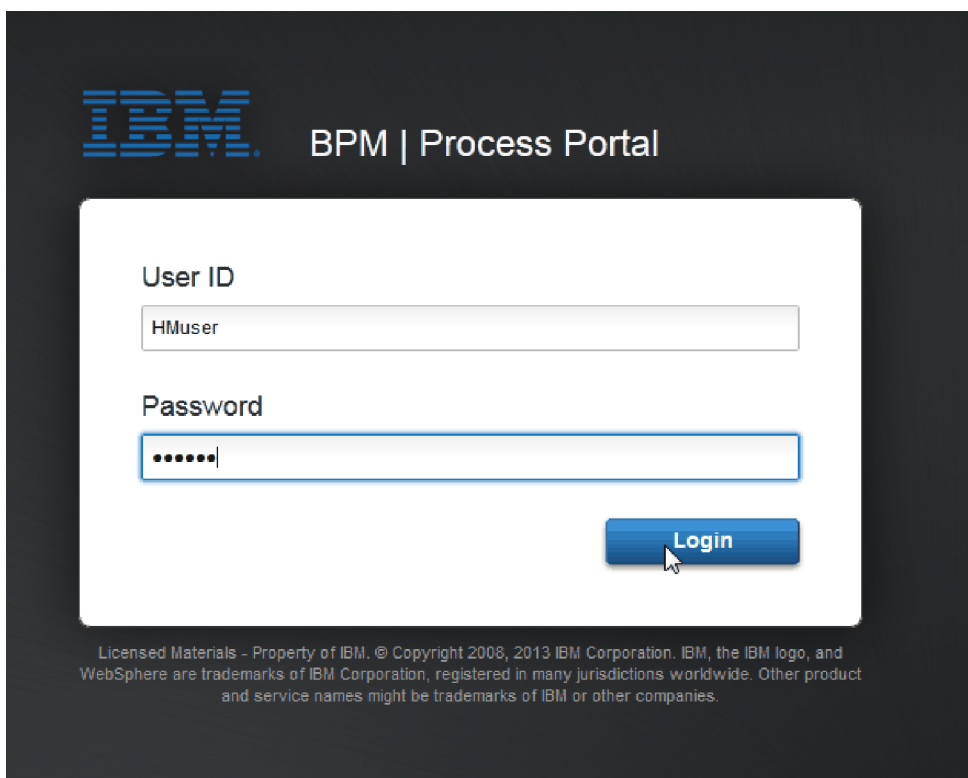 IBM.
BPM | Process Portal
User ID
HMuser
Password
••••••
Login
Licensed Materials - Property of IBM. © Copyright 2008, 2013 IBM Corporation. IBM, the IBM logo, and
WebSphere are trademarks of IBM Corporation, registered in many jurisdictions worldwide. Other product
and service names might be trademarks of IBM or other companies.